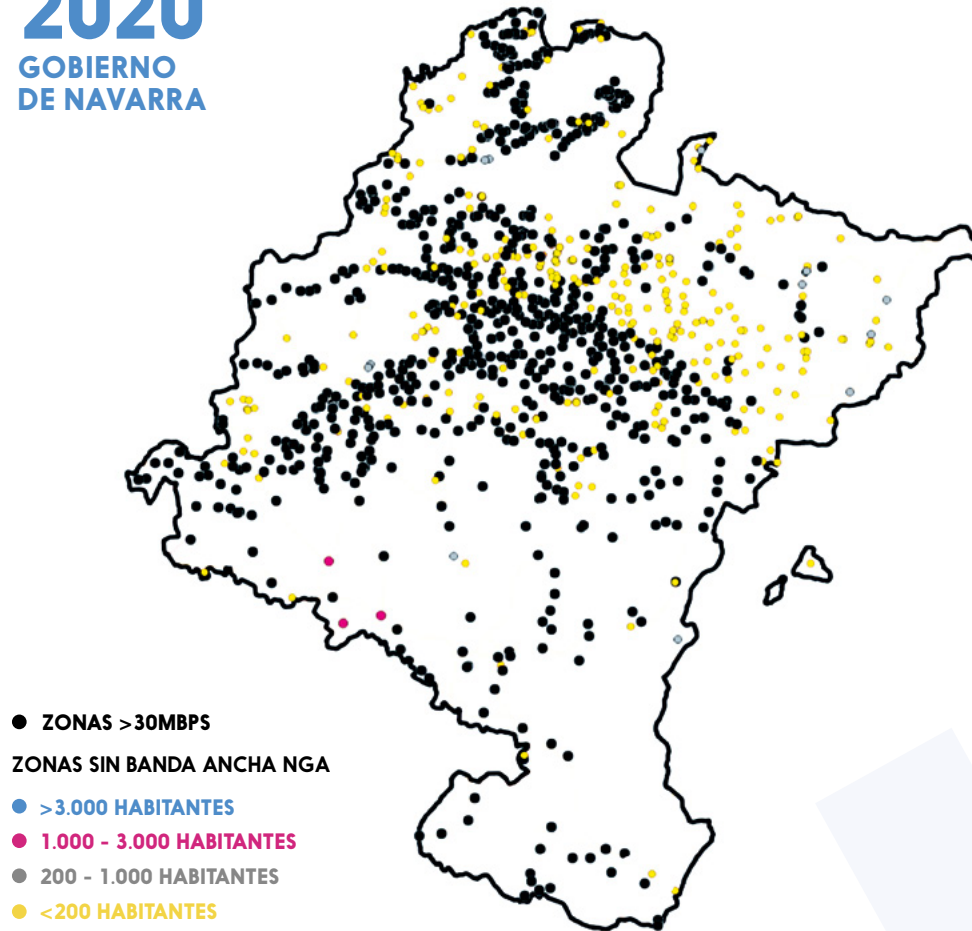 2020
GOBIERNO
DE NAVARRA
ZONAS >30MBPS
ZONAS SIN BANDA ANCHA NGA
>3.000 HABITANTES
1.000 - 3.000 HABITANTES
200 - 1.000 HABITANTES
<200 HABITANTES